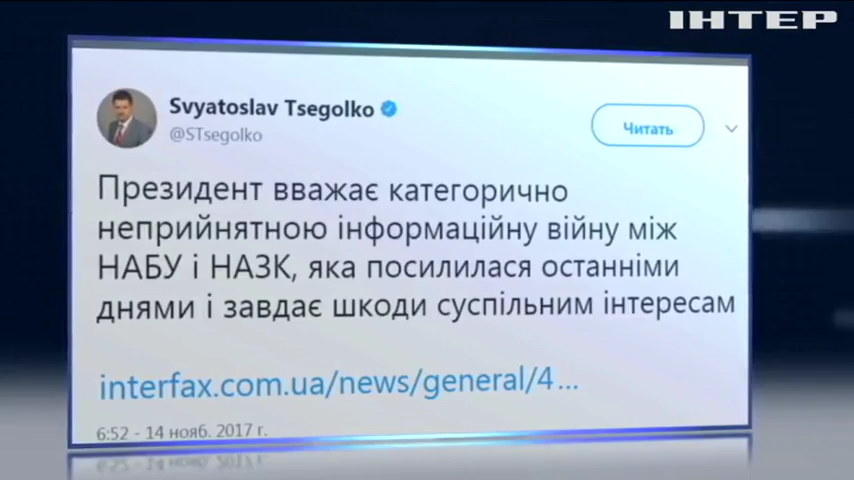 ІНТЕР
Svyatoslav Tsegolko
@STsegolko
Читать
Президент вважає категорично
неприйнятною інформаційну війну між
НАБУ і НАЗК, яка посилилася останніми
днями і завдає шкоди суспільним інтересам
interfax.com.ua/news/general/4...
6:52 - 14 нояб. 2017 г.